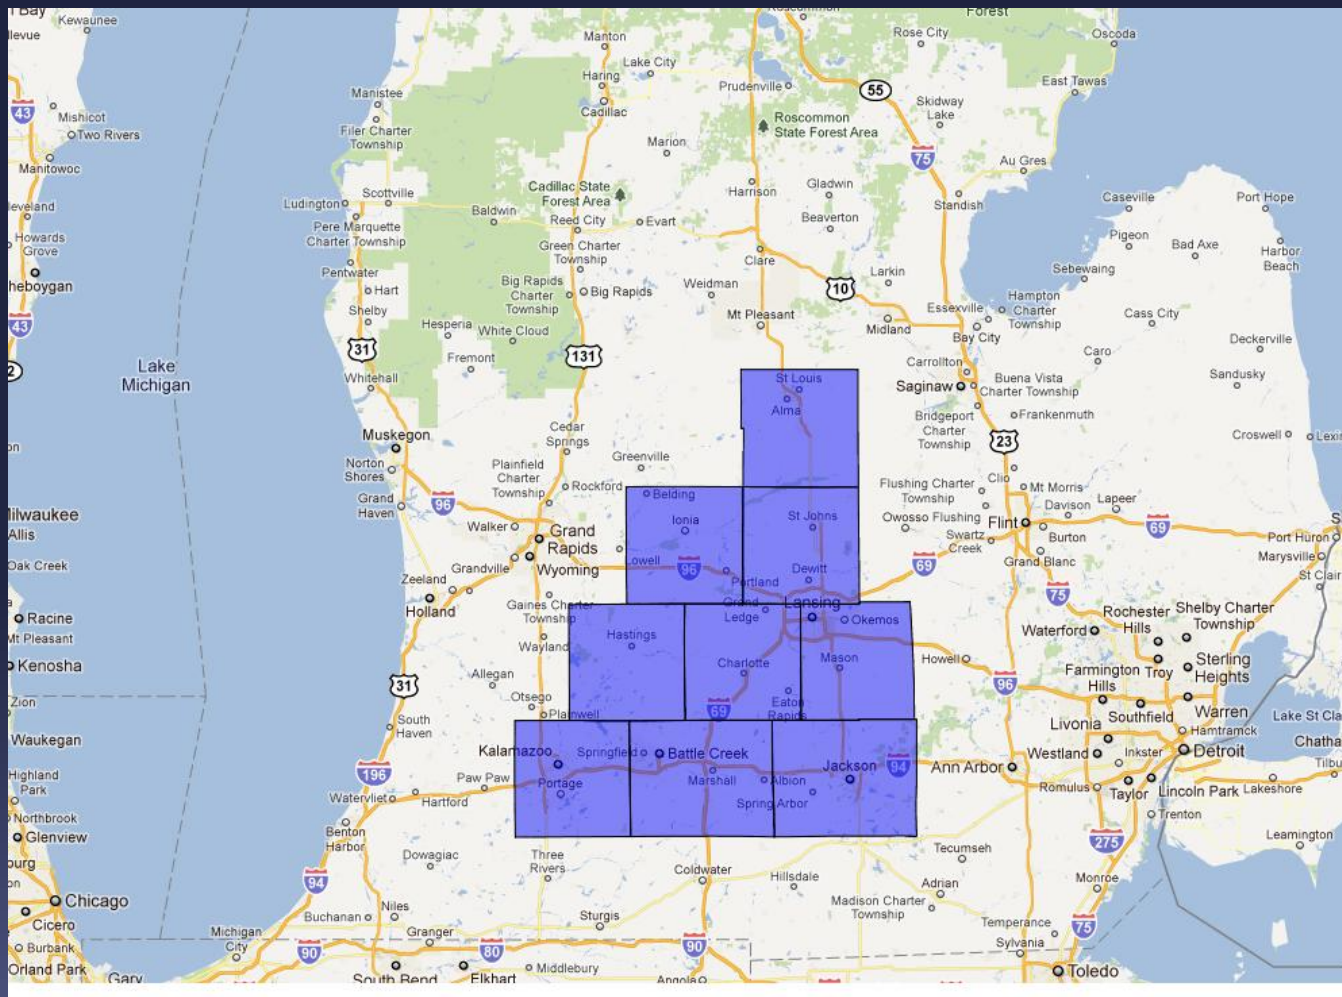 Bay
Kewaunee
Manton
Roscommon
Forest
Rose City
Oscoda
Lake City
Haring
Prudenville
55
East Tawas
Manistee
Cadillac
Skidway
Lake
43
Mishicot
Two Rivers
Filer Charter
Township
Roscommon
State Forest Area
Marion
75
Manitowoc
Au Gres
Cadillac State
Forest Area
Harrison
Gladwin
Scottville
Ludington
Standish
Caseville
Port Hope
Baldwin
Reed City
Evart
Beaverton
Pere Marquette
Charter Township
Howards
Grove
Green Charter
Township
Pigeon
Bad Axe
Harbor
Beach
Clare
Pentwater
Larkin
Sebewaing
heboygan
Hart
Big Rapids
Charter
Township
Big Rapids
Weidman
10
Hampton
Charter
Township
Essexville
Shelby
Mt Pleasant
Cass City
43
Hesperia
White Cloud
Midland
Bay City
Deckerville
31
131
Fremont
Lake
Michigan
Carrollton
Caro
2
Whitehall
St Louis
Saginaw
Buena Vista
Charter Township
Sandusky
Alma
Bridgeport
Charter
Township
Frankenmuth
Muskegon
Cedar
Springs
23
Croswell
Lexin
Norton
Shores
Greenville
Plainfield
Charter
Township
Rockford
Clio
Flushing Charter
Township
Mt Morris
Belding
Grand
Haven
96
Lapeer
Davison
Milwaukee
Allis
Ionia
St Johns
Owosso
Flushing
Flint
69
Walker
Grand
Rapids
Swartz
Creek
Burton
Port Huron
Lowell
96
Marysville
Grandville
Wyoming
69
Grand Blanc
Oak Creek
Dewitt
St Clair
Zeeland
Portland
75
Holland
Gaines Charter
Township
Grand
Ledge
Lansing
Rochester
Hills
Shelby Charter
Township
Racine
Okemos
Waterford
Mt Pleasant
Hastings
Wayland
Kenosha
Charlotte
Mason
Howell
Farmington
Hills
Troy
Sterling
Heights
31
Allegan
96
Zion
Otsego
Plainwell
69
Eaton
Rapids
Southfield
Warren
South
Haven
Livonia
Lake St Cla
Waukegan
Hamtramck
Kalamazoo
Springfield
Battle Creek
Westland
Inkster
Detroit
Chatha
Highland
Park
196
Paw Paw
Portage
Marshall
Albion
Jackson
94
Ann Arbor
Tilbu
Watervliet
Hartford
Spring Arbor
Romulus
Taylor
Lincoln Park
Lakeshore
Northbrook
Trenton
Glenview
Benton
Harbor
275
Leamington
Dowagiac
Three
Rivers
Coldwater
Hillsdale
Tecumseh
94
Adrian
Monroe
Chicago
Madison Charter
Township
Cicero
Buchanan
Niles
Sturgis
Temperance
75
Michigan
City
Granger
90
80
90
Sylvania
Burbank
Orland Park
Gary
South Bend
Elkhart
Middlebury
Angola
Toledo